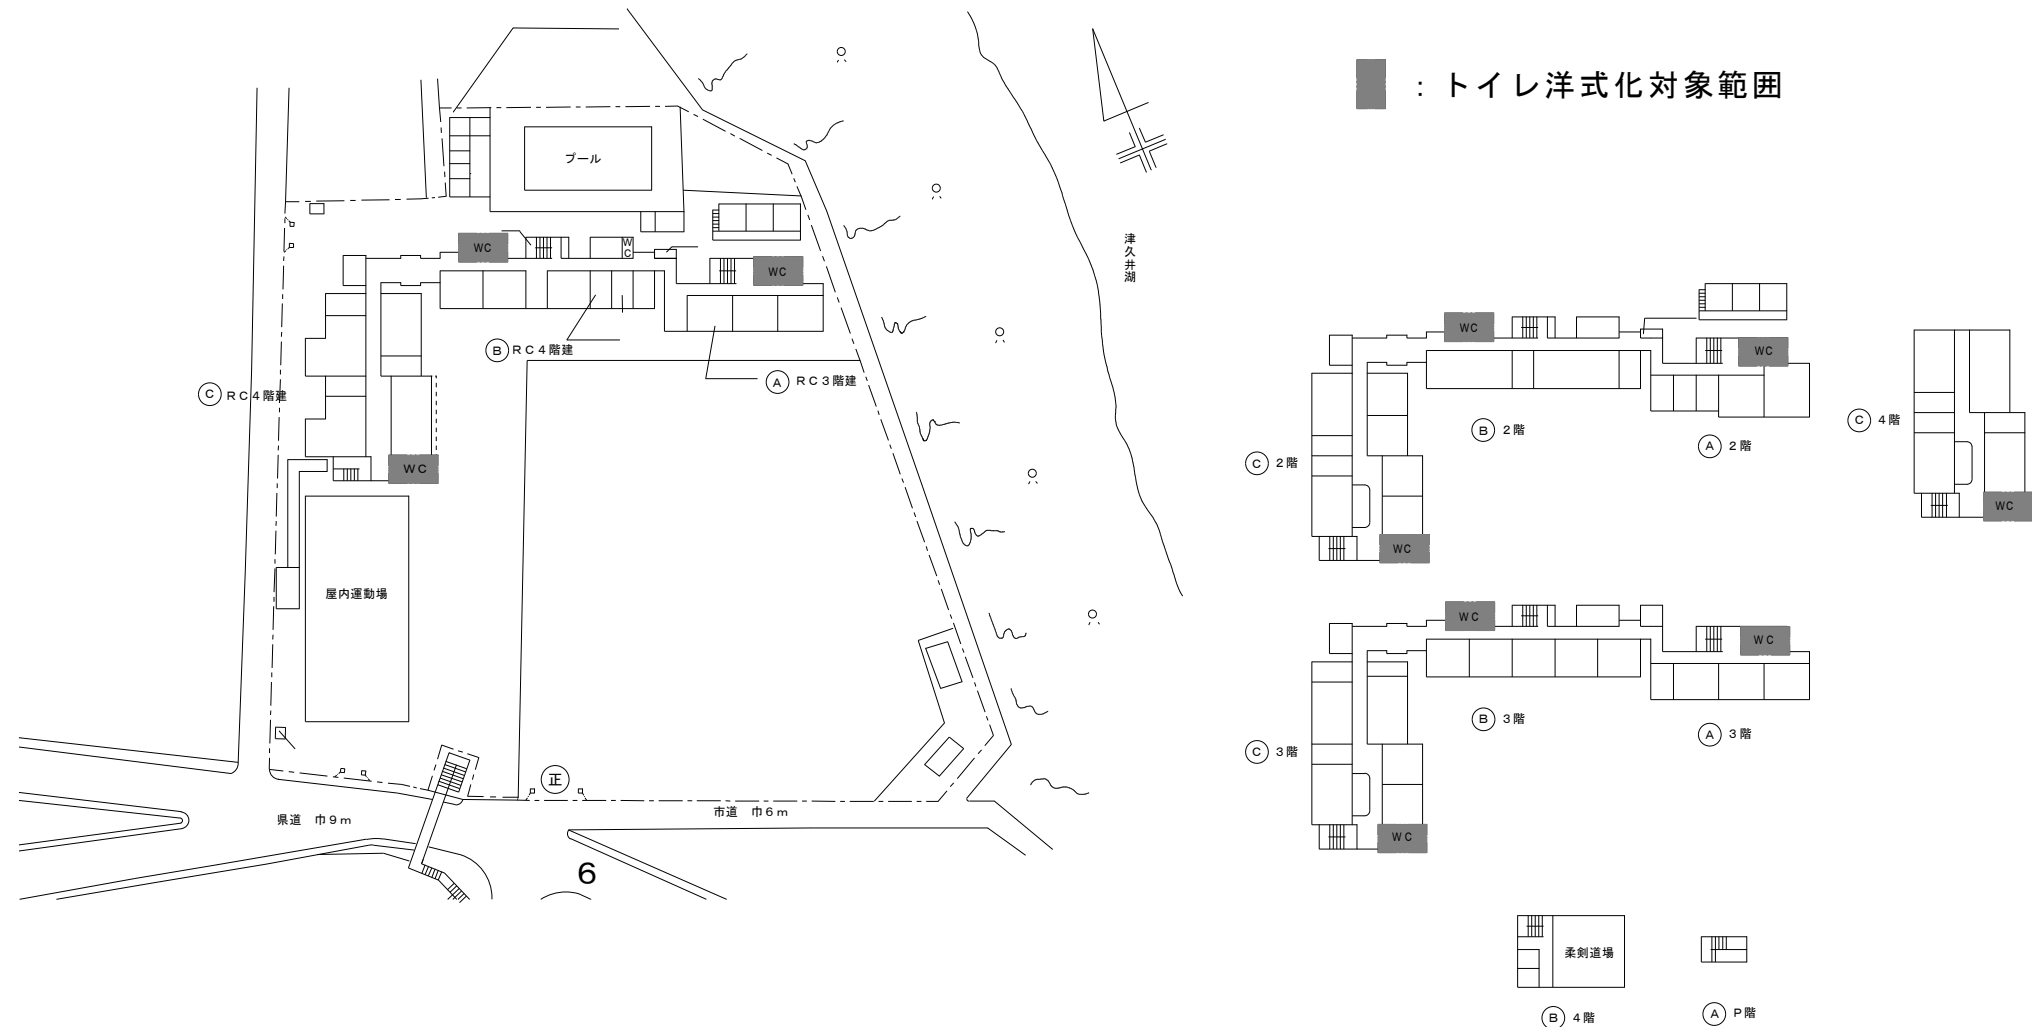 ：トイレ洋式化対象範囲
プール
津久井湖
WC
WC
WC
Ⓑ ＲＣ４階建
Ⓐ ＲＣ３階建
Ⓒ ＲＣ４階建
WC
屋内運動場
正
県道　巾９ｍ
市道　巾６ｍ
6
WC
WC
Ⓑ ２階
Ⓐ ２階
Ⓒ ２階
WC
Ⓒ ４階
WC
WC
WC
Ⓑ ３階
Ⓐ ３階
Ⓒ ３階
WC
柔剣道場
Ⓑ ４階
Ⓐ Ｐ階